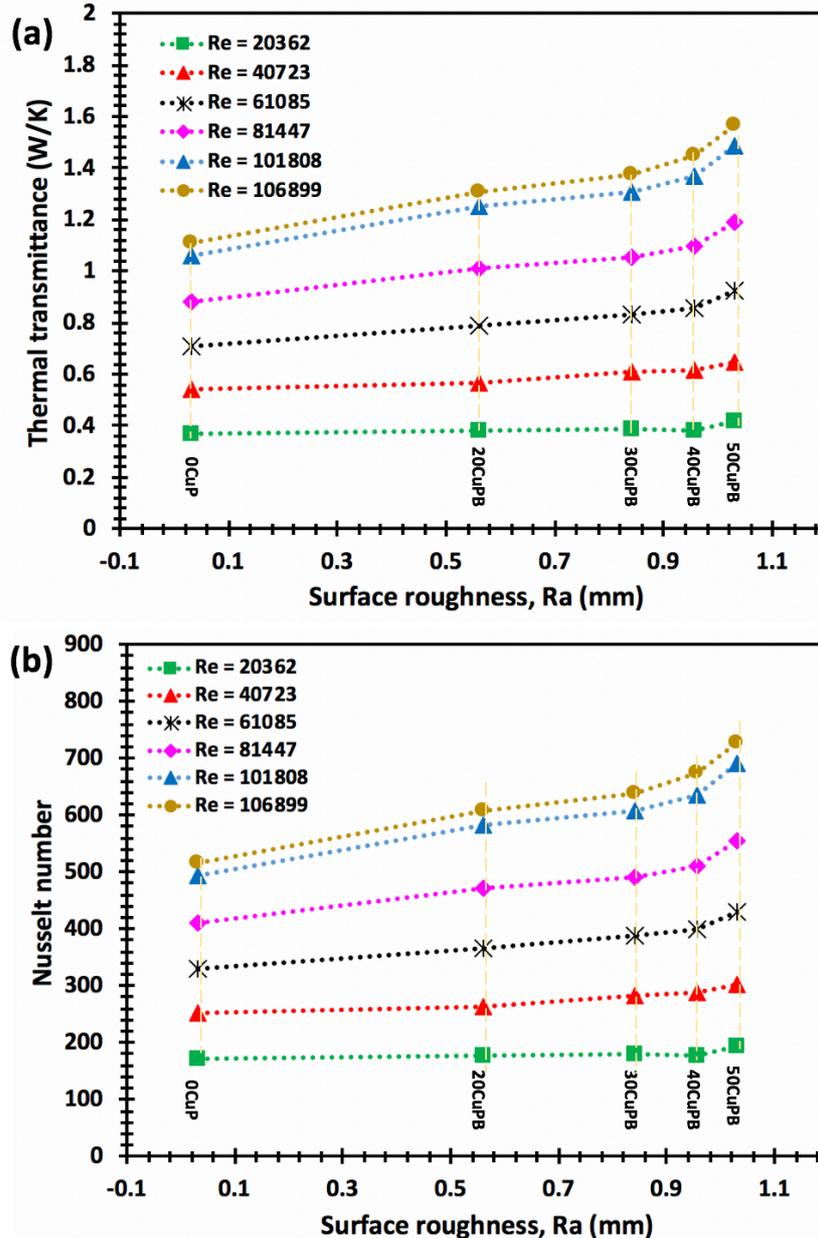 (a)
Thermal transmittance (W/K)
2
1.8
1.6
1.4
1.2
1
0.8
0.6
0.4
0.2
0
Re = 20362
Re = 40723
Re = 61085
Re = 81447
Re = 101808
Re = 106899
0CuP
20CuPB
30CuPB
40CuPB
50CuPB
-0.1 0.1 0.3 0.5 0.7 0.9 1.1
Surface roughness, Ra (mm)
(b)
Nusselt number
900
800
700
600
500
400
300
200
100
0
Re = 20362
Re = 40723
Re = 61085
Re = 81447
Re = 101808
Re = 106899
0CuP
20CuPB
30CuPB
40CuPB
50CuPB
-0.1 0.1 0.3 0.5 0.7 0.9 1.1
Surface roughness, Ra (mm)